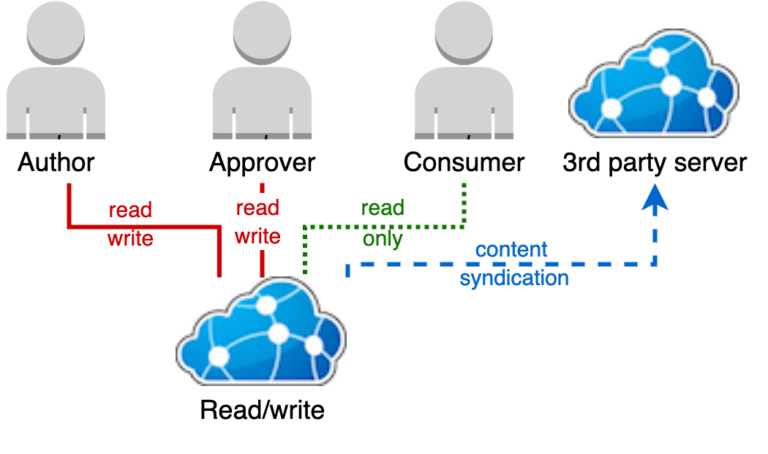 Author
Approver
Consumer
3rd party server
read
write
read
write
read
only
content
syndication
Read/write